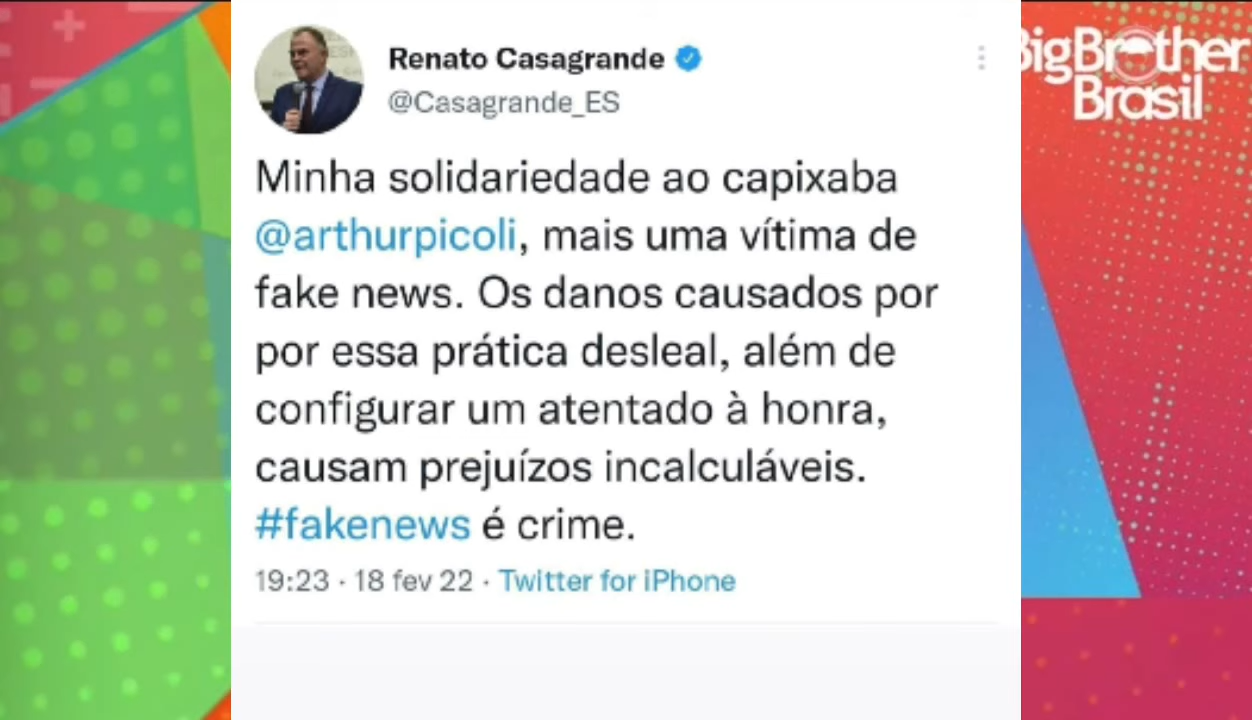 Renato Casagrande
@Casagrande_ES
Minha solidariedade ao capixaba
@arthurpicoli, mais uma vítima de
fake news. Os danos causados por
por essa prática desleal, além de
configurar um atentado à honra,
causam prejuízos incalculáveis.
#fakenews é crime.
19:23 · 18 fev 22 · Twitter for iPhone
BigBrother
Brasil